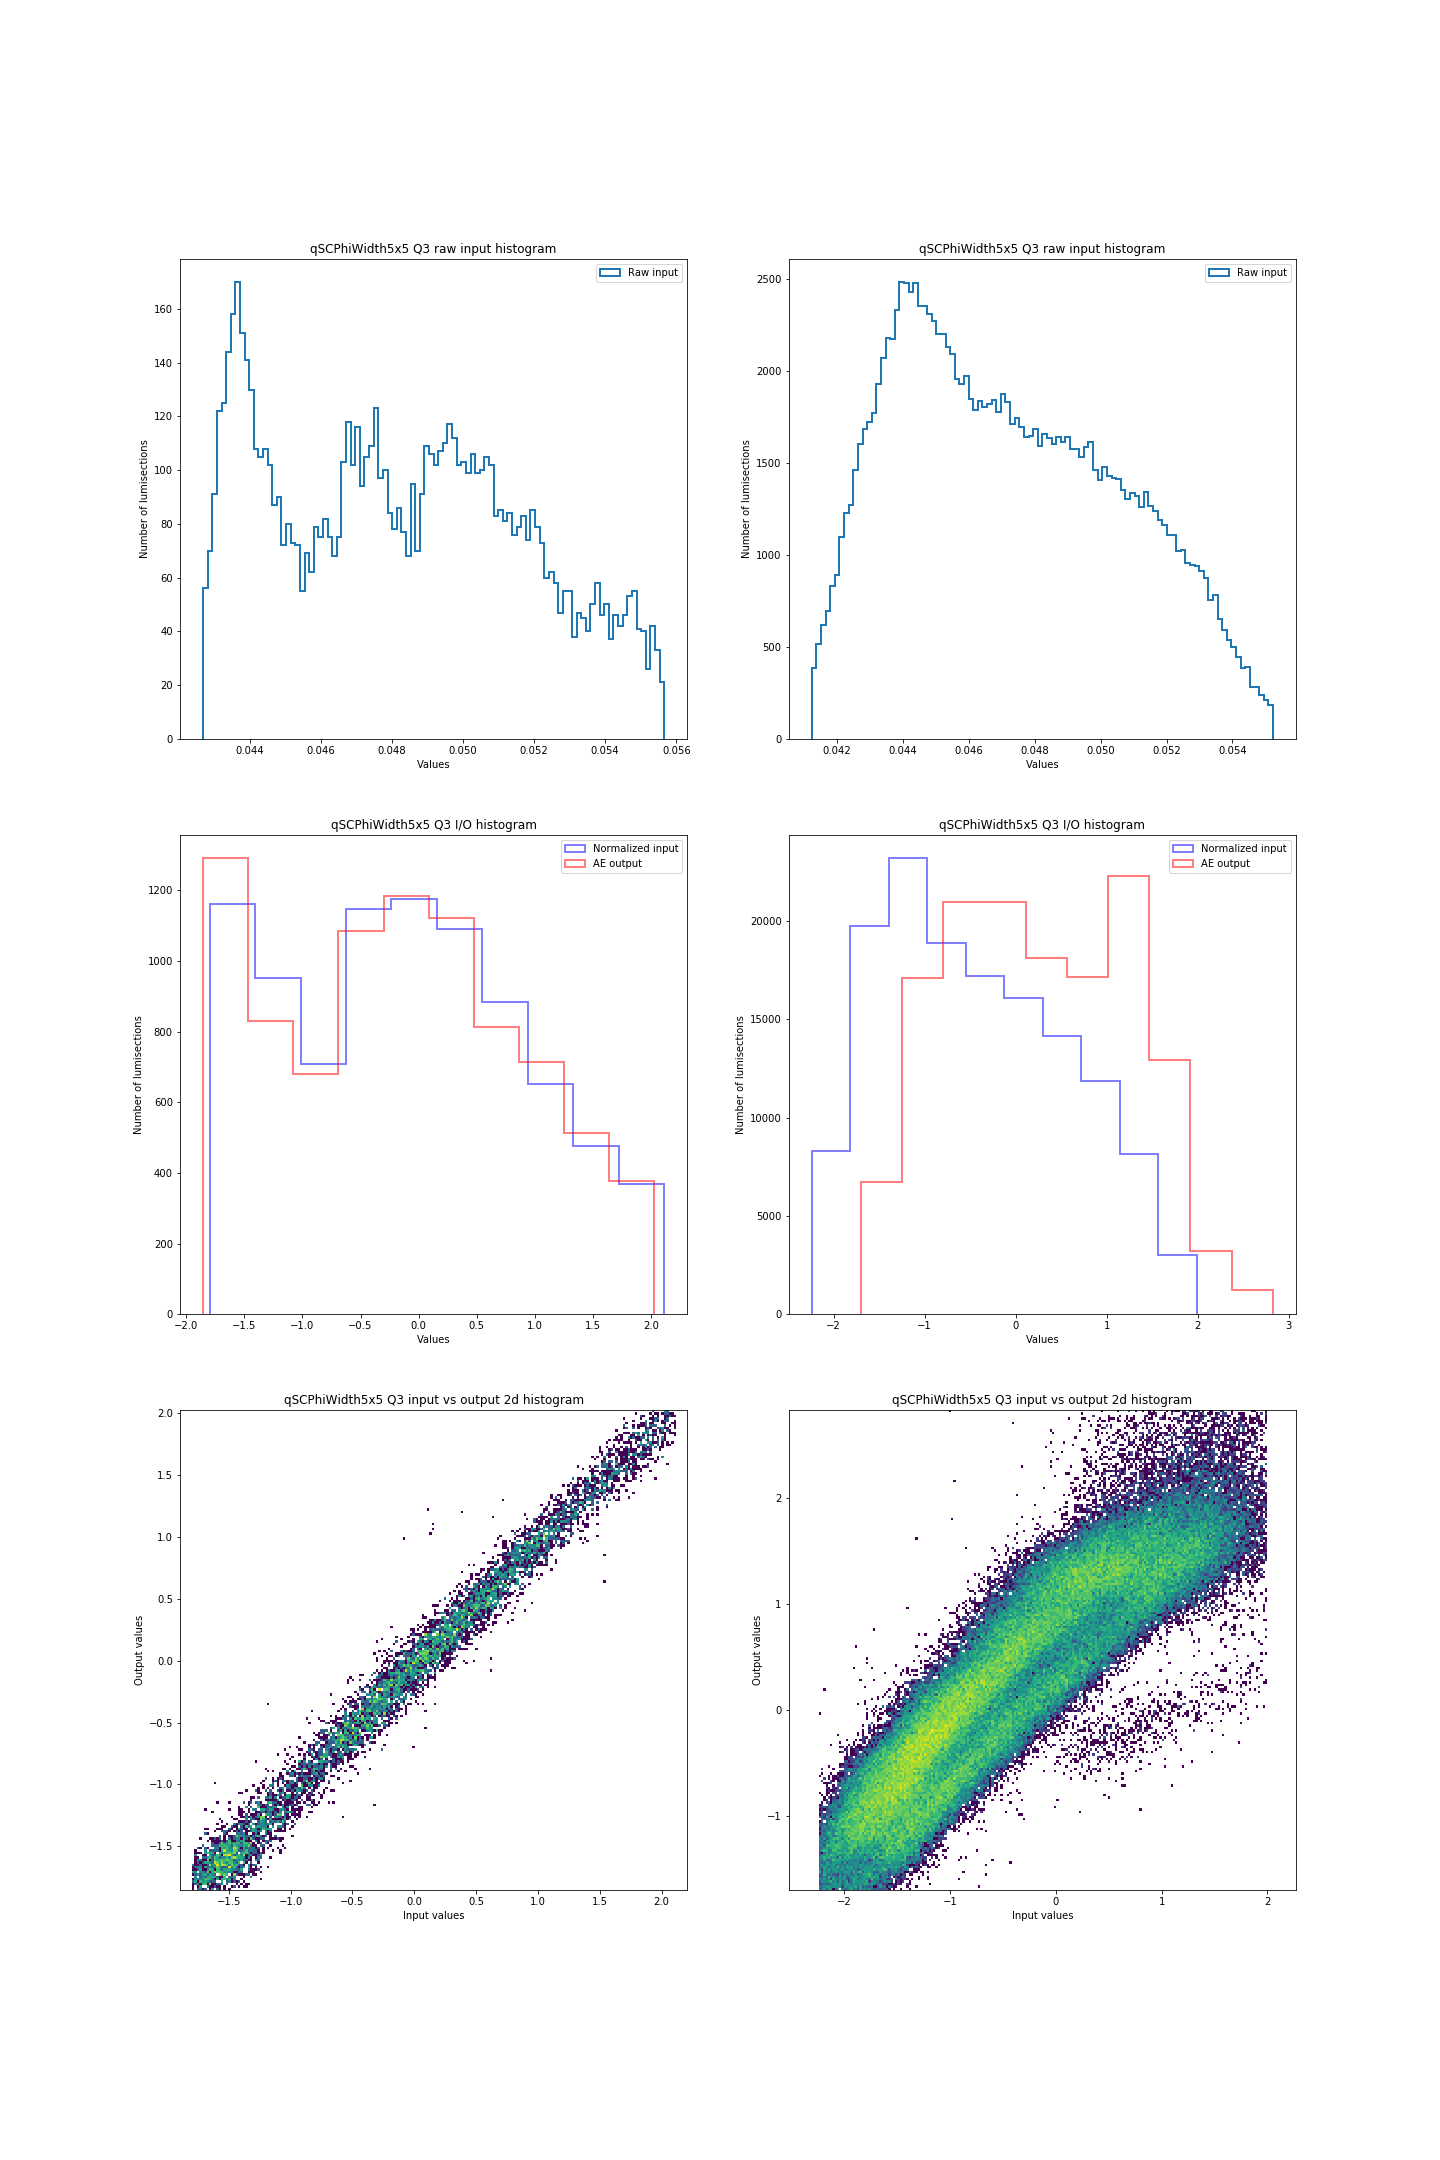 qSCPhiWidth5x5 Q3 raw input histogram
Raw input
160
140
120
100
80
60
40
20
0
Number of lumisections
0.044 0.046 0.048 0.050 0.052 0.054 0.056
Values
qSCPhiWidth5x5 Q3 raw input histogram
Raw input
2500
2000
1500
1000
500
0
Number of lumisections
0.042 0.044 0.046 0.048 0.050 0.052 0.054
Values
qSCPhiWidth5x5 Q3 I/O histogram
Normalized input
AE output
1200
1000
800
600
400
200
0
Number of lumisections
−2.0 −1.5 −1.0 −0.5 0.0 0.5 1.0 1.5 2.0
Values
qSCPhiWidth5x5 Q3 I/O histogram
Normalized input
AE output
20000
15000
10000
5000
0
Number of lumisections
−2 −1 0 1 2 3
Values
qSCPhiWidth5x5 Q3 input vs output 2d histogram
2.0
1.5
1.0
0.5
0.0
−0.5
−1.0
−1.5
Output values
−1.5 −1.0 −0.5 0.0 0.5 1.0 1.5 2.0
Input values
qSCPhiWidth5x5 Q3 input vs output 2d histogram
2
1
0
−1
Output values
−2 −1 0 1 2
Input values